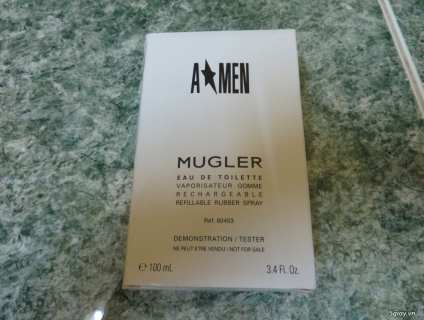 A★MEN
MUGLER
EAU DE TOILETTE
VAPORISATEUR GOMME
RECHARGEABLE
REFILLABLE RUBBER SPRAY
Réf. 60453
DEMONSTRATION / TESTER
NE PEUT ETRE VENDU / NOT FOR SALE
℮ 100 mL 3.4 Fl. Oz.
5giay.vn